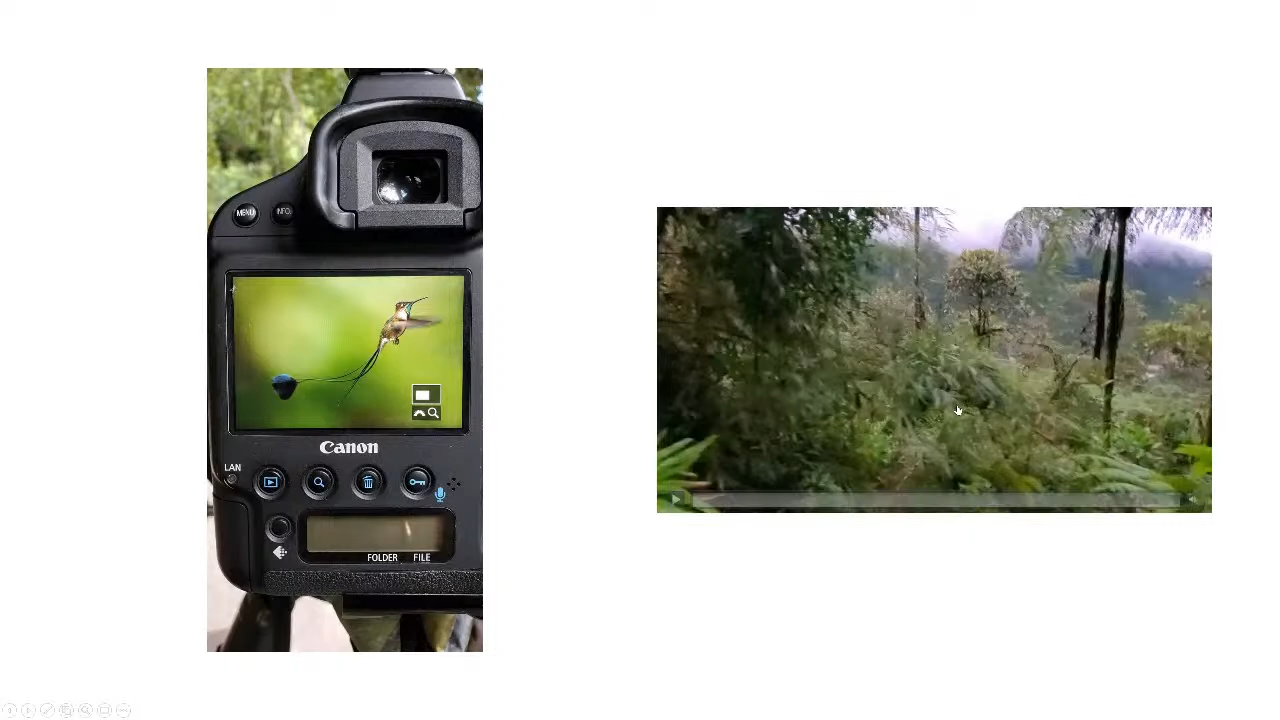 MENU
INFO.
Canon
LAN
FOLDER FILE